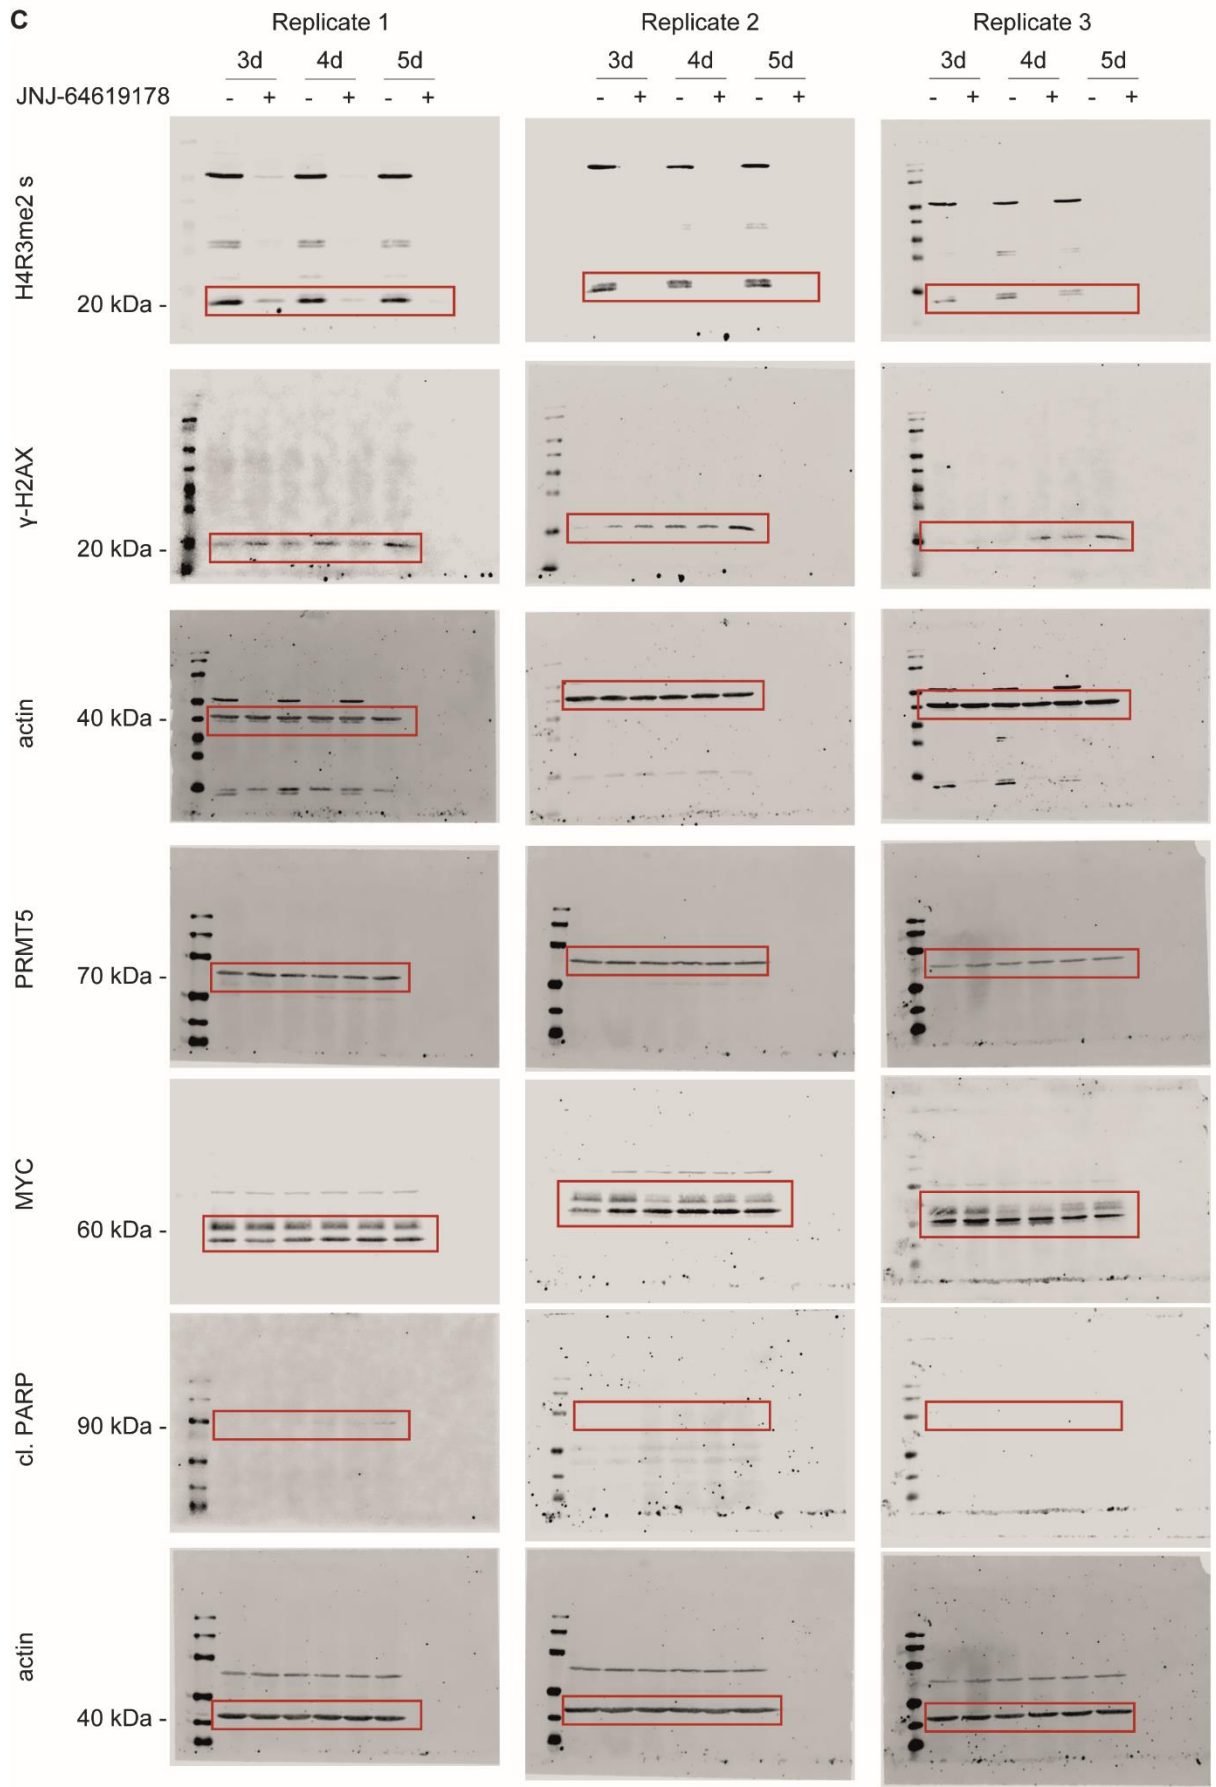 C
Replicate 1 Replicate 2 Replicate 3
3d 4d 5d 3d 4d 5d 3d 4d 5d
JNJ-64619178 - + - + - + - + - + - + - + - + - +
H4R3me2 s
20 kDa -
γ-H2AX
20 kDa -
actin
40 kDa -
PRMT5
70 kDa -
MYC
60 kDa -
cl. PARP
90 kDa -
actin
40 kDa -